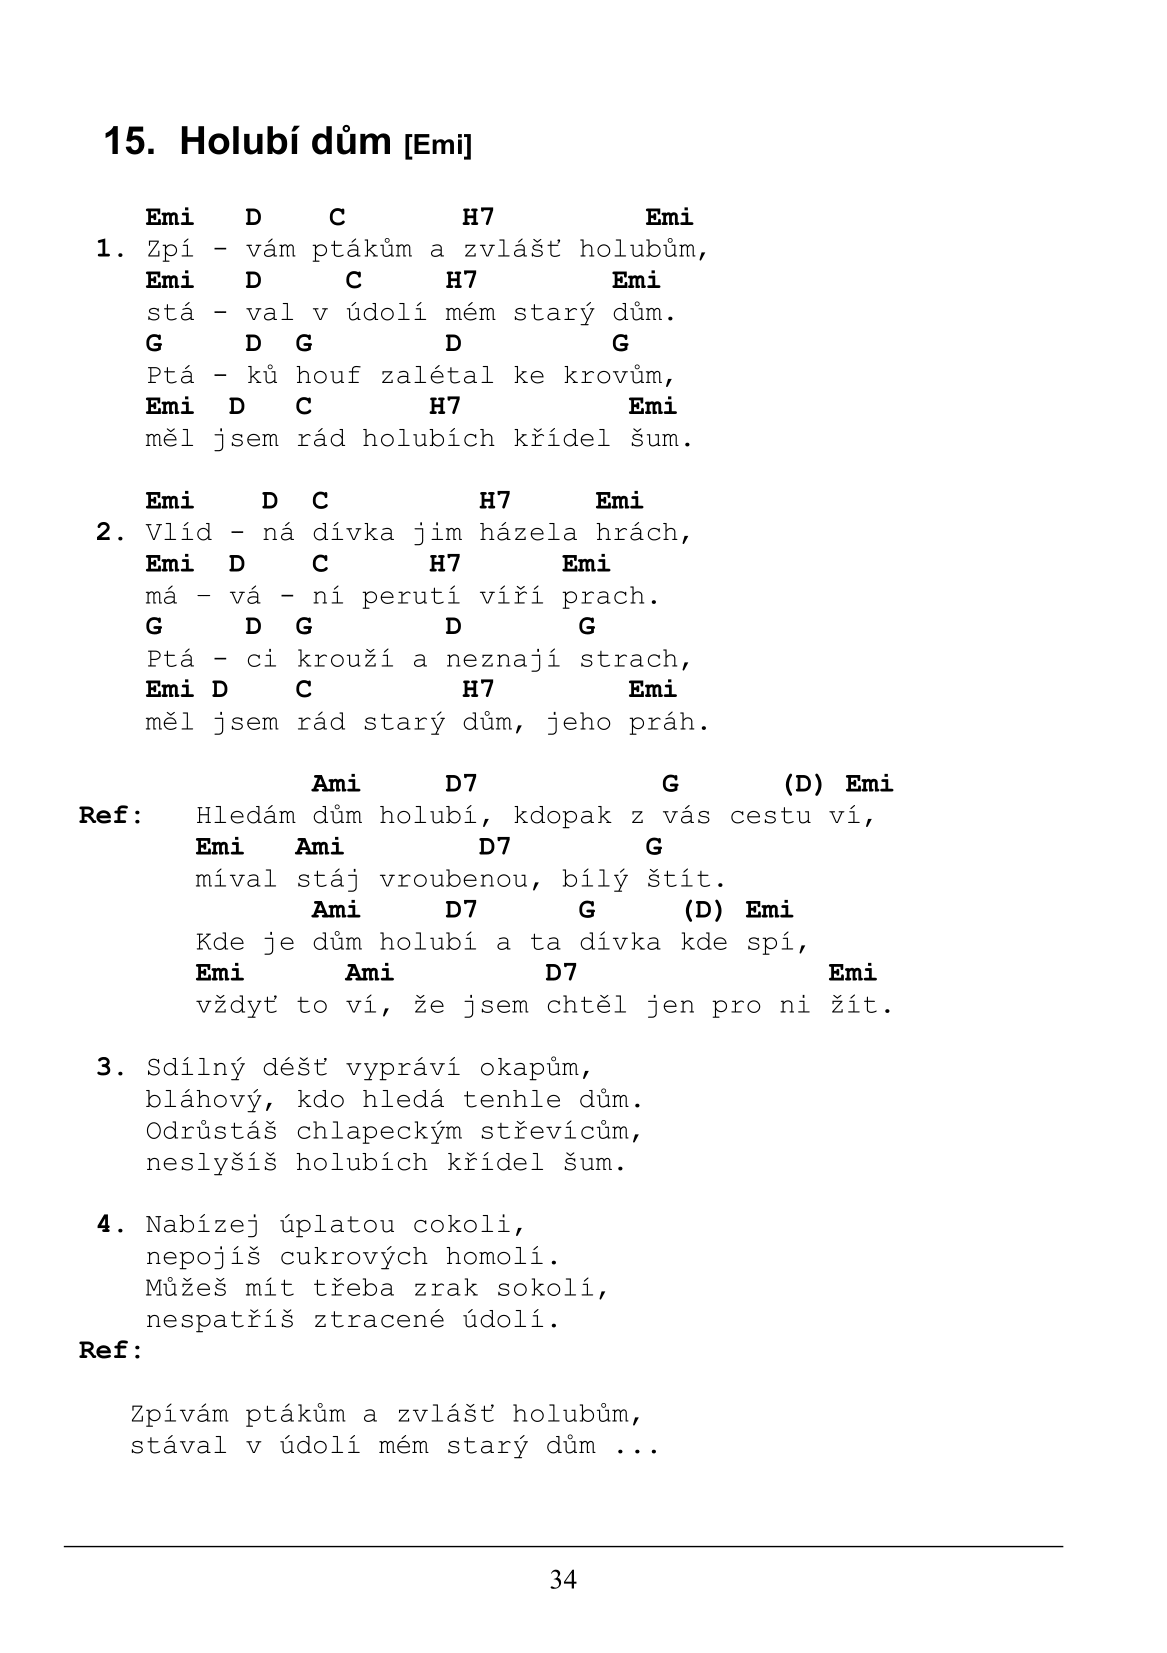 15. Holubí dům [Emi]
Emi D C H7 Emi
1. Zpí - vám ptákům a zvlášť holubům,
Emi D C H7 Emi
stá - val v údolí mém starý dům.
G D G D G
Ptá - ků houf zalétal ke krovům,
Emi D C H7 Emi
měl jsem rád holubích křídel šum.
Emi D C H7 Emi
2. Vlíd - ná dívka jim házela hrách,
Emi D C H7 Emi
má – vá - ní perutí víří prach.
G D G D G
Ptá - ci krouží a neznají strach,
Emi D C H7 Emi
měl jsem rád starý dům, jeho práh.
Ami D7 G (D) Emi
Ref: Hledám dům holubí, kdopak z vás cestu ví,
Emi Ami D7 G
míval stáj vroubenou, bílý štít.
Ami D7 G (D) Emi
Kde je dům holubí a ta dívka kde spí,
Emi Ami D7 Emi
vždyť to ví, že jsem chtěl jen pro ni žít.
3. Sdílný déšť vypráví okapům,
bláhový, kdo hledá tenhle dům.
Odrůstáš chlapeckým střevícům,
neslyšíš holubích křídel šum.
4. Nabízej úplatou cokoli,
nepojíš cukrových homolí.
Můžeš mít třeba zrak sokolí,
nespatříš ztracené údolí.
Ref:
Zpívám ptákům a zvlášť holubům,
stával v údolí mém starý dům ...
34